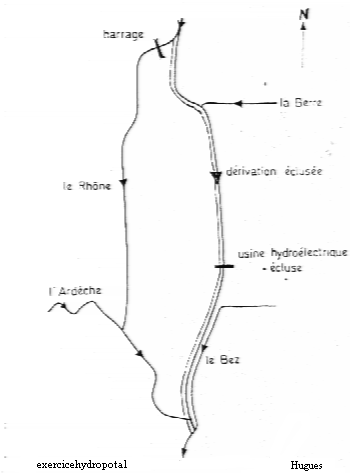 N
barrage
la Berre
dérivation éclusée
le Rhône
usine hydroélectrique
-écluse
l'Ardèche
le Bez
exercicehydropotal
Hugues